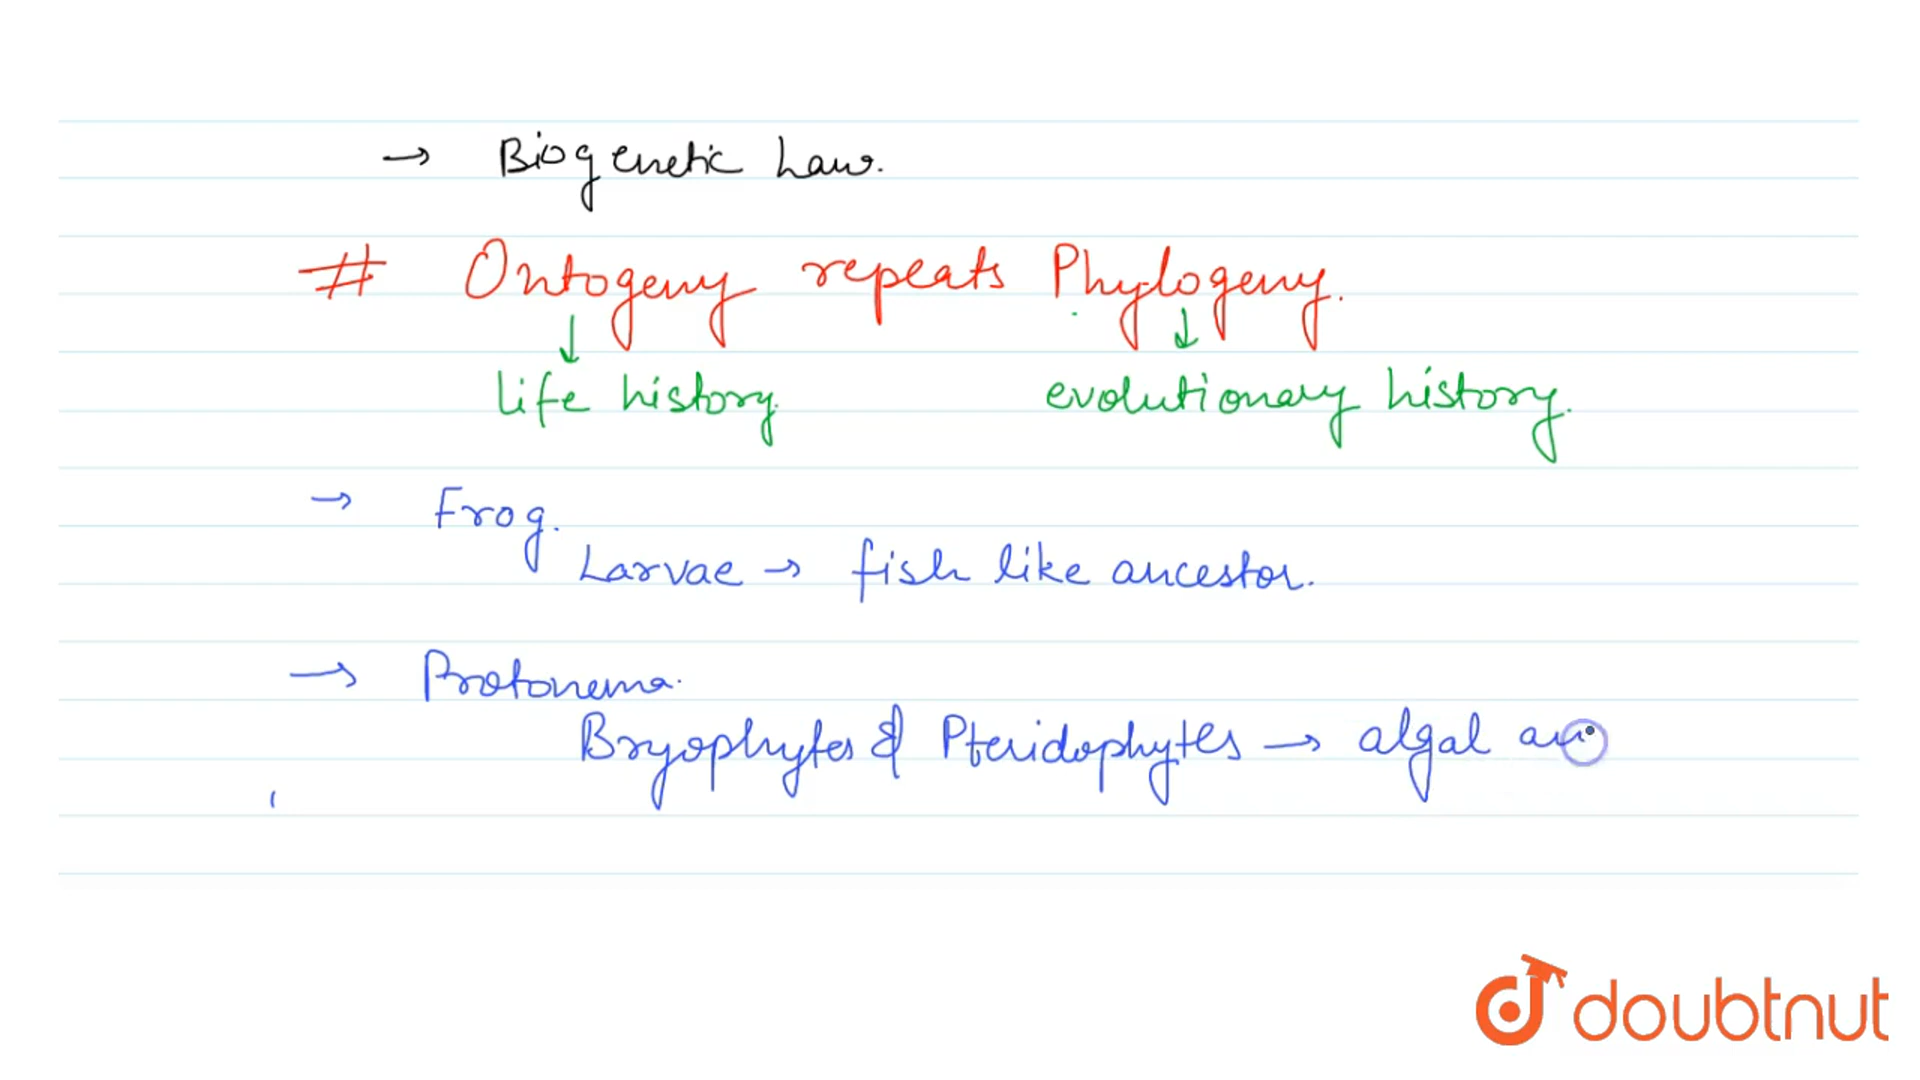 → Biogenetic Law.
# Ontogeny repeats Phylogeny.
↓ ↓
life history. evolutionary history.
→ Frog.
Larvae → fish like ancestor.
→ Protonema.
Bryophytes & Pteridophytes → algal an
doubtnut